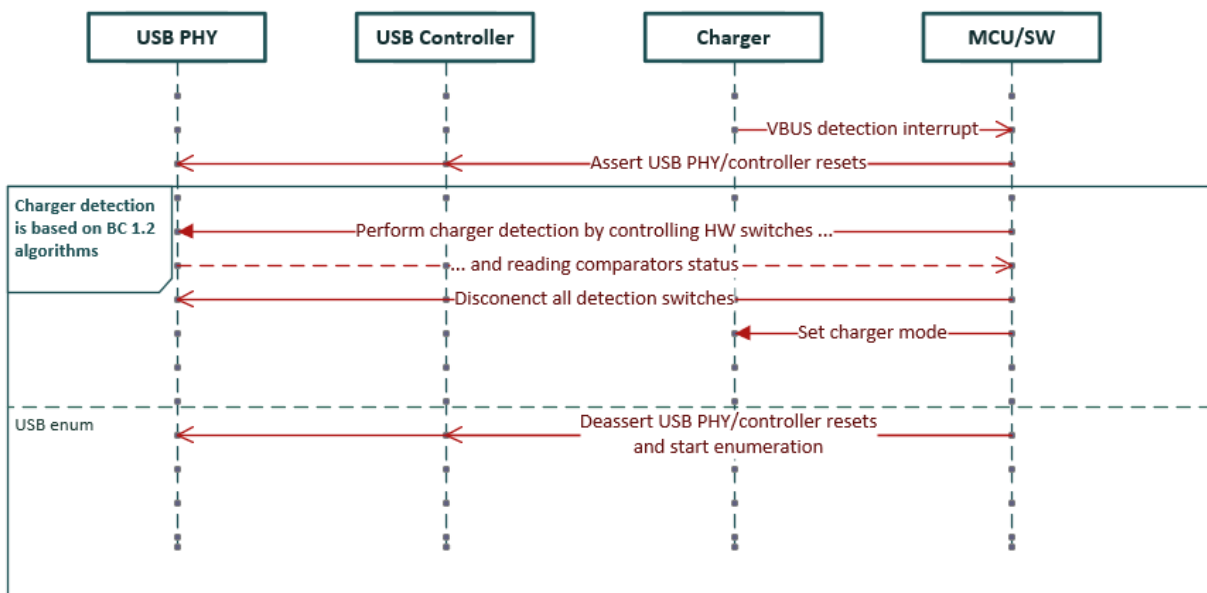 USB PHY
USB Controller
Charger
MCU/SW
VBUS detection interrupt
Assert USB PHY/controller resets
Charger detection
is based on BC 1.2
algorithms
Perform charger detection by controlling HW switches ...
... and reading comparators status
Disconenct all detection switches
Set charger mode
USB enum
Deassert USB PHY/controller resets
and start enumeration